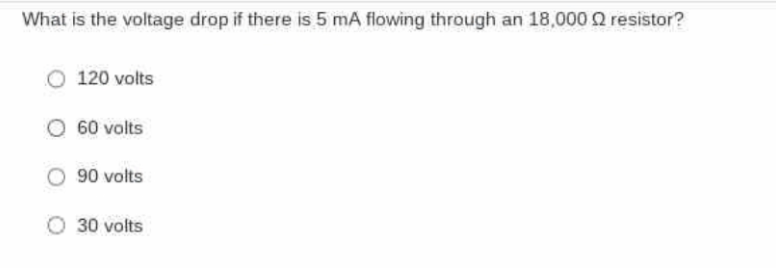 What is the voltage drop if there is 5 mA flowing through an 18,000 Ω resistor?
120 volts
60 volts
90 volts
30 volts